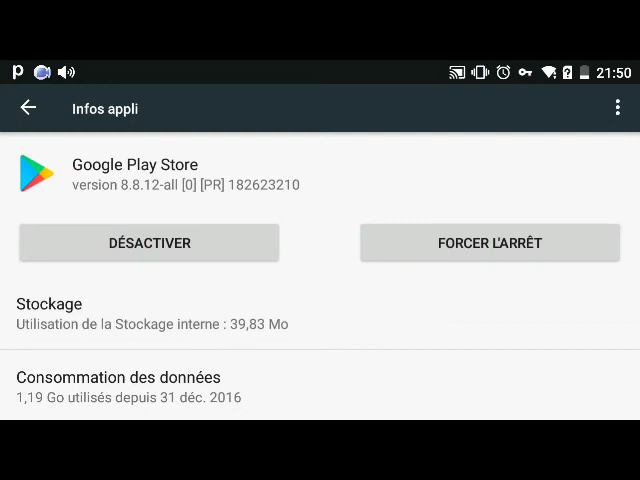 21:50
Infos appli
Google Play Store
version 8.8.12-all [0] [PR] 182623210
DÉSACTIVER
FORCER L'ARRÊT
Stockage
Utilisation de la Stockage interne : 39,83 Mo
Consommation des données
1,19 Go utilisés depuis 31 déc. 2016